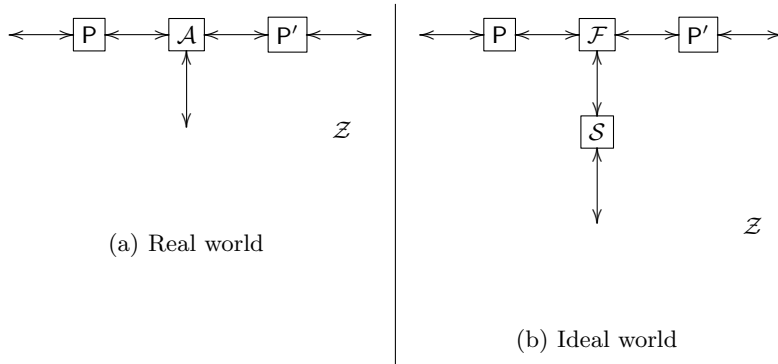 P 𝒜 P′
𝒵
(a) Real world
P ℱ P′
𝒮
𝒵
(b) Ideal world